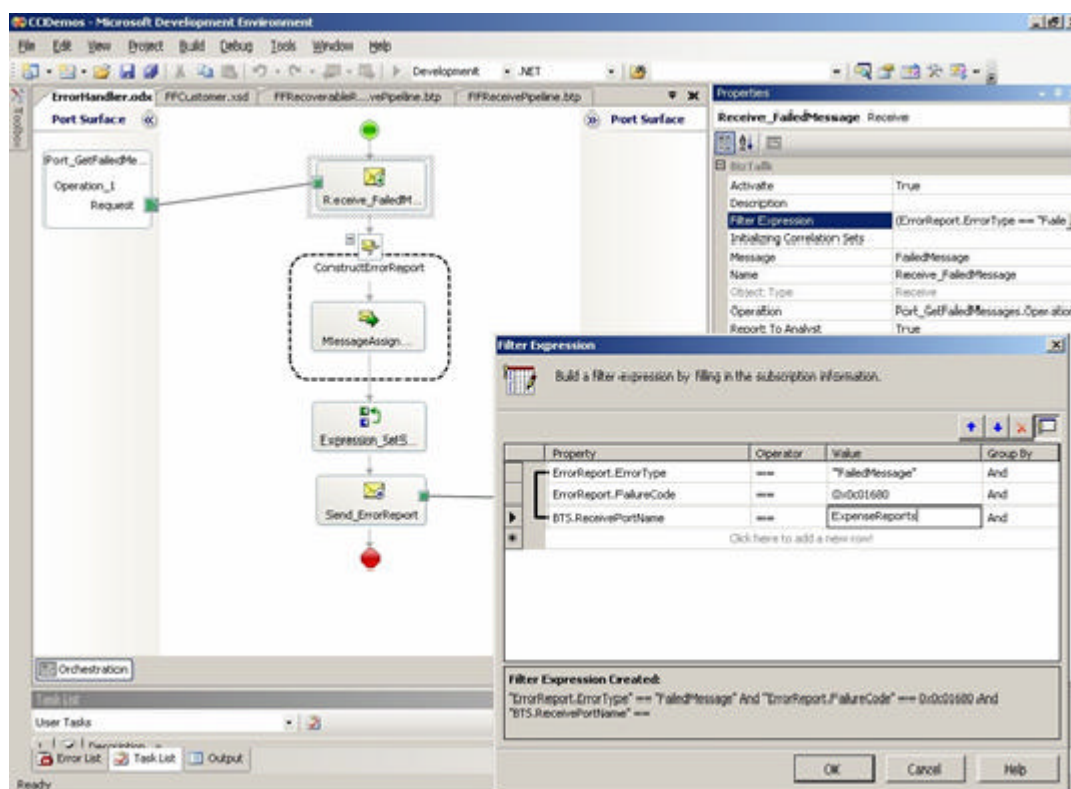 CCIDemos - Microsoft Development Environment
File Edit View Project Build Debug Tools Window Help
Development .NET
ErrorHandler.odx FFCustomer.xsd FFRecoverableR...vePipeline.btp FFReceivePipeline.btp
Toolbox
Port Surface
Port Surface
Port_GetFailedMe...
Operation_1
Request
Receive_FailedM...
ConstructErrorReport
MessageAssign...
Expression_SetS...
Send_ErrorReport
Orchestration
Properties
Receive_FailedMessage Receive
BizTalk
Activate True
Description
Filter Expression (ErrorReport.ErrorType == "Faile
Initializing Correlation Sets
Message FailedMessage
Name Receive_FailedMessage
Object Type Receive
Operation Port_GetFailedMessages.Operation
Report To Analyst True
Filter Expression
Build a filter expression by filling in the subscription information.
Property Operator Value Group By
ErrorReport.ErrorType == "FailedMessage" And
ErrorReport.FailureCode == 0x0c01680 And
BTS.ReceivePortName == ExpenseReports And
Click here to add a new row!
Filter Expression Created:
"ErrorReport.ErrorType" == "FailedMessage" And "ErrorReport.FailureCode" == 0x0c01680 And
"BTS.ReceivePortName" ==
OK Cancel Help
Task List
User Tasks
Description
Error List Task List Output
Ready